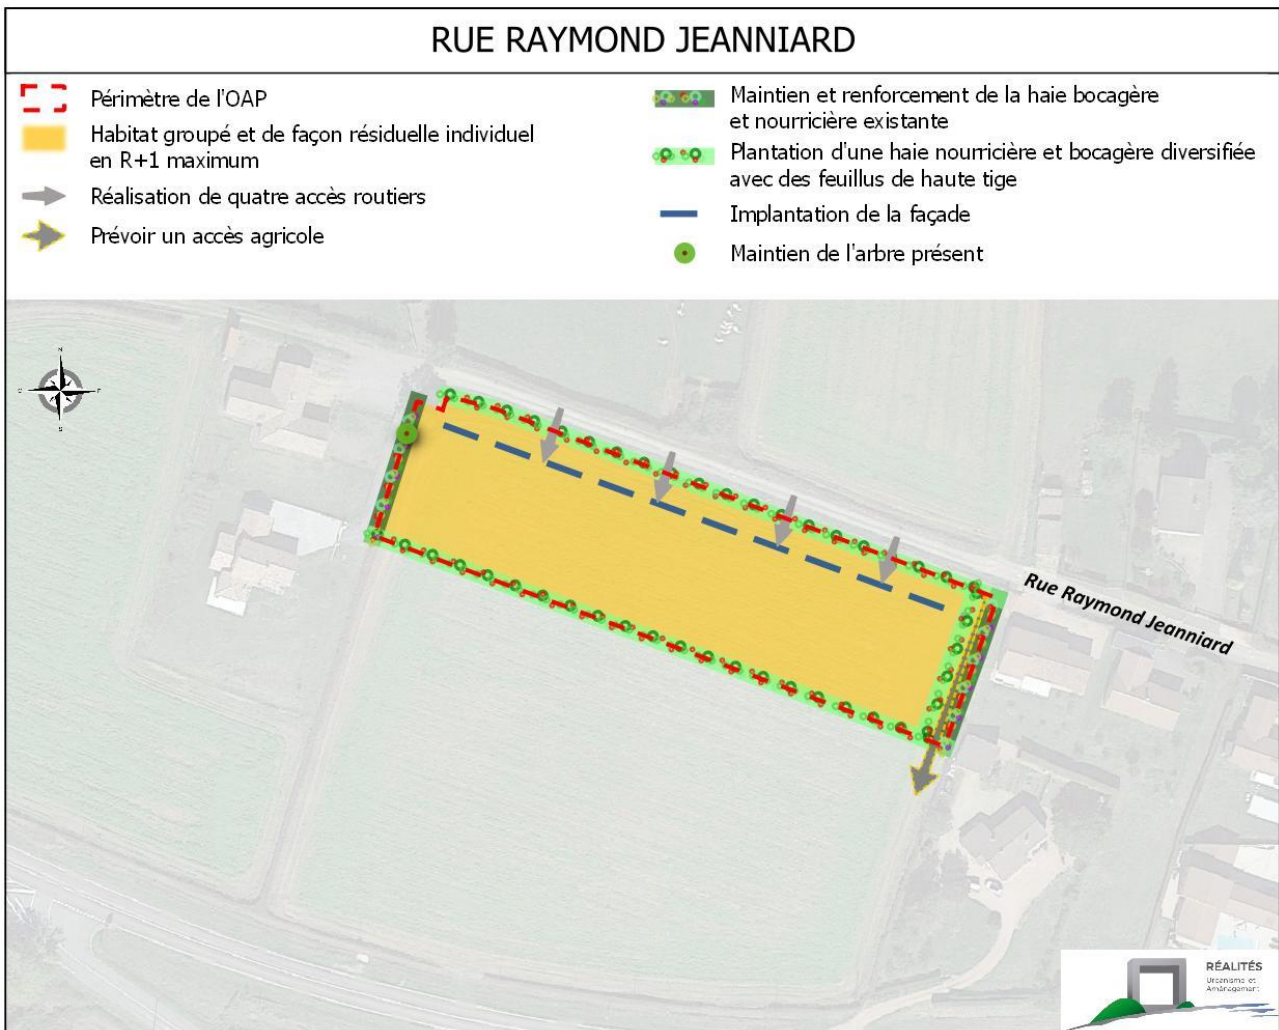 RUE RAYMOND JEANNIARD
Périmètre de l'OAP
Habitat groupé et de façon résiduelle individuel
en R+1 maximum
Réalisation de quatre accès routiers
Prévoir un accès agricole
Maintien et renforcement de la haie bocagère
et nourricière existante
Plantation d'une haie nourricière et bocagère diversifiée
avec des feuillus de haute tige
Implantation de la façade
Maintien de l'arbre présent
N
S
Rue Raymond Jeanniard
RÉALITÉS
Urbanisme et
Aménagement